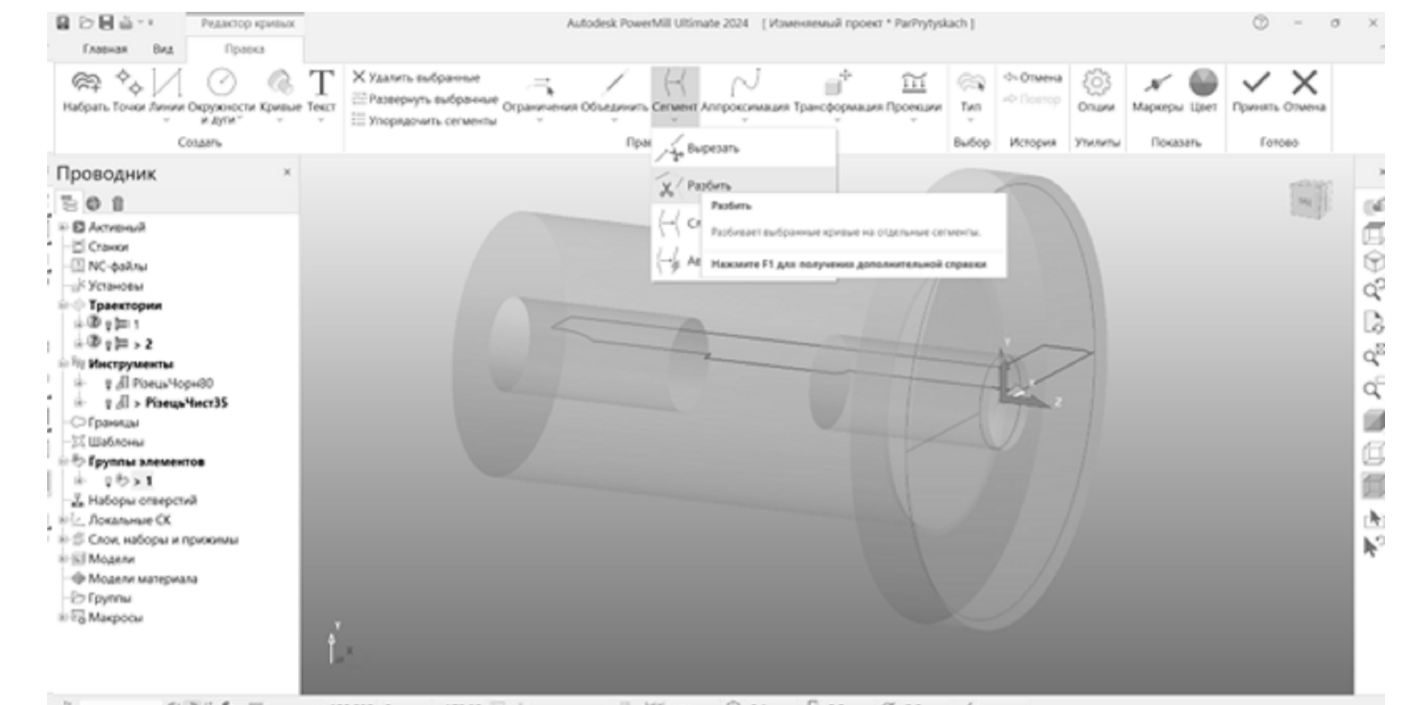 Редактор кривых
Autodesk PowerMill Ultimate 2024 [ Изменяемый проект * ParPrytyskach ]
Главная Вид Правка
Набрать Точки Линии Окружности и дуги Кривые Текст
Создать
Удалить выбранные
Развернуть выбранные
Упорядочить сегменты
Ограничения Объединить Сегмент Аппроксимация Трансформация Проекции
Прав
Тип
Выбор
Отмена
Повтор
История
Опции
Утилиты
Маркеры Цвет
Показать
Принять Отмена
Готово
Вырезать
Разбить
Разбить
Разбивает выбранные кривые на отдельные сегменты.
Нажмите F1 для получения дополнительной справки
Проводник
Активный
Станки
NC-файлы
Установы
Траектории
1
> 2
Инструменты
РізецьЧорн80
> РізецьЧист35
Границы
Шаблоны
Группы элементов
> 1
Наборы отверстий
Локальные СК
Слои, наборы и прижимы
Модели
Модели материала
Группы
Макросы
Y
Z
Y
X